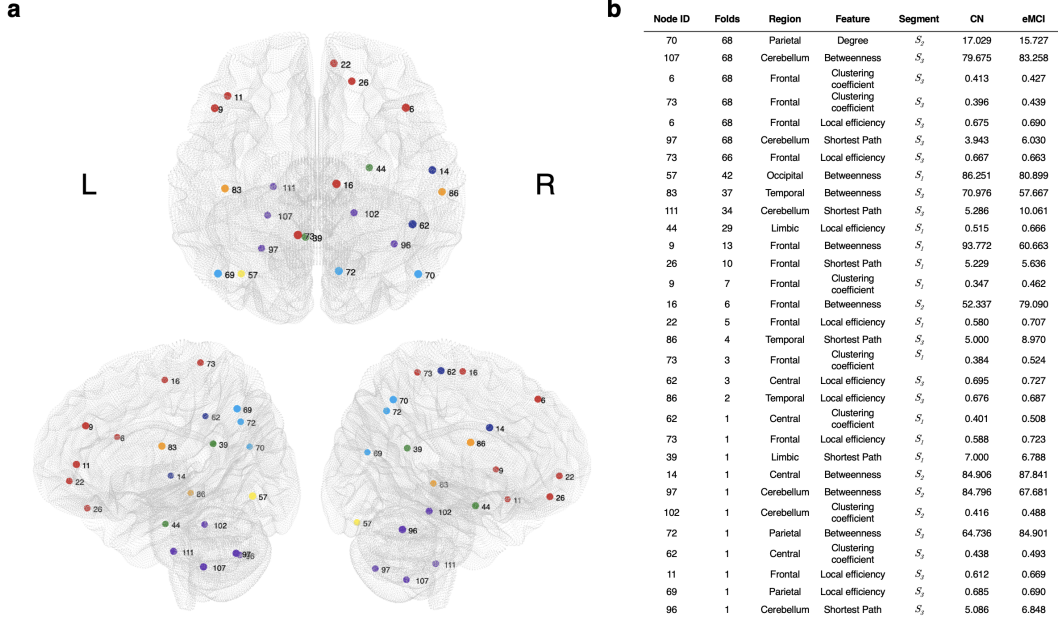 a
22
26
11
9
6
44
14
L
R
83
111
16
86
107
102
62
73
39
97
96
69
57
72
70
73
16
69
62
72
9
6
83
39
70
11
14
22
86
57
26
44
102
111
97
107
73
62
16
70
6
72
14
39
86
69
9
22
83
11
26
44
102
57
96
111
97
107
b
Node ID Folds Region Feature Segment CN eMCI
70 68 Parietal Degree S2 17.029 15.727
107 68 Cerebellum Betweenness S3 79.675 83.258
6 68 Frontal Clustering coefficient S3 0.413 0.427
73 68 Frontal Clustering coefficient S3 0.396 0.439
6 68 Frontal Local efficiency S3 0.675 0.690
97 68 Cerebellum Shortest Path S3 3.943 6.030
73 66 Frontal Local efficiency S3 0.667 0.663
57 42 Occipital Betweenness S1 86.251 80.899
83 37 Temporal Betweenness S3 70.976 57.667
111 34 Cerebellum Shortest Path S3 5.286 10.061
44 29 Limbic Local efficiency S1 0.515 0.666
9 13 Frontal Betweenness S1 93.772 60.663
26 10 Frontal Shortest Path S1 5.229 5.636
9 7 Frontal Clustering coefficient S1 0.347 0.462
16 6 Frontal Betweenness S2 52.337 79.090
22 5 Frontal Local efficiency S1 0.580 0.707
86 4 Temporal Shortest Path S3 5.000 8.970
73 3 Frontal Clustering coefficient S1 0.384 0.524
62 3 Central Local efficiency S3 0.695 0.727
86 2 Temporal Local efficiency S3 0.676 0.687
62 1 Central Clustering coefficient S2 0.401 0.508
73 1 Frontal Local efficiency S1 0.588 0.723
39 1 Limbic Shortest Path S1 7.000 6.788
14 1 Central Betweenness S2 84.906 87.841
97 1 Cerebellum Betweenness S2 84.796 67.681
102 1 Cerebellum Clustering coefficient S2 0.416 0.488
72 1 Parietal Betweenness S3 64.736 84.901
62 1 Central Clustering coefficient S3 0.438 0.493
11 1 Frontal Local efficiency S3 0.612 0.669
69 1 Parietal Local efficiency S3 0.685 0.690
96 1 Cerebellum Shortest Path S3 5.086 6.848